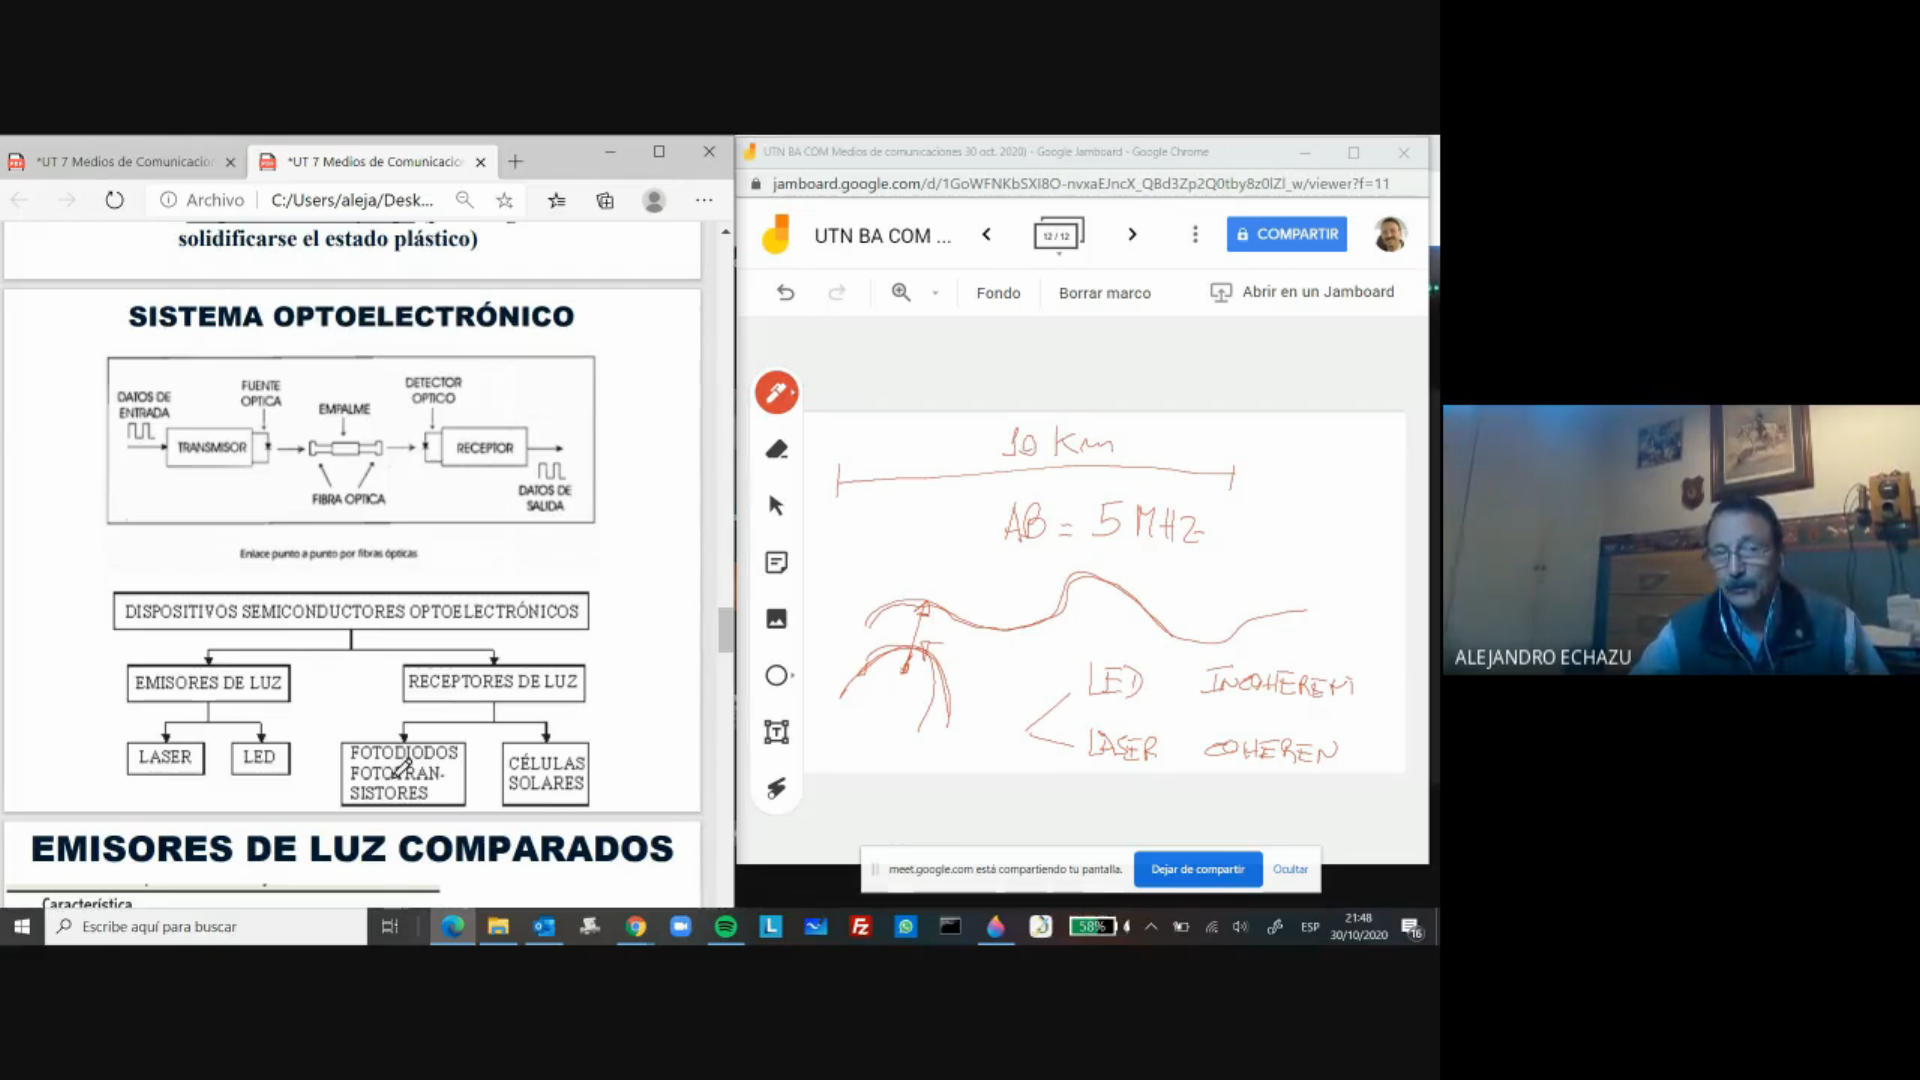 *UT 7 Medios de Comunicacion
*UT 7 Medios de Comunicacio
Archivo
C:/Users/aleja/Desk...
solidificarse el estado plástico)
SISTEMA OPTOELECTRÓNICO
DATOS DE
ENTRADA
FUENTE
OPTICA
EMPALME
DETECTOR
OPTICO
TRANSMISOR
RECEPTOR
FIBRA OPTICA
DATOS DE
SALIDA
Enlace punto a punto por fibras ópticas
DISPOSITIVOS SEMICONDUCTORES OPTOELECTRÓNICOS
EMISORES DE LUZ
RECEPTORES DE LUZ
LASER
LED
FOTODIODOS
FOTOTRAN-
SISTORES
CÉLULAS
SOLARES
EMISORES DE LUZ COMPARADOS
Característica
UTN BA COM Medios de comunicaciones 30 oct. 2020) - Google Jamboard - Google Chrome
jamboard.google.com/d/1GoWFNKbSXI8O-nvxaEJncX_QBd3Zp2Q0tby8z0lZl_w/viewer?f=11
UTN BA COM ...
12 / 12
COMPARTIR
Fondo
Borrar marco
Abrir en un Jamboard
10 Km
AB = 5 MHz
LED INCOHEREN
LASER COHEREN
meet.google.com está compartiendo tu pantalla.
Dejar de compartir
Ocultar
ALEJANDRO ECHAZU
Escribe aquí para buscar
58%
ESP
21:48
30/10/2020
16